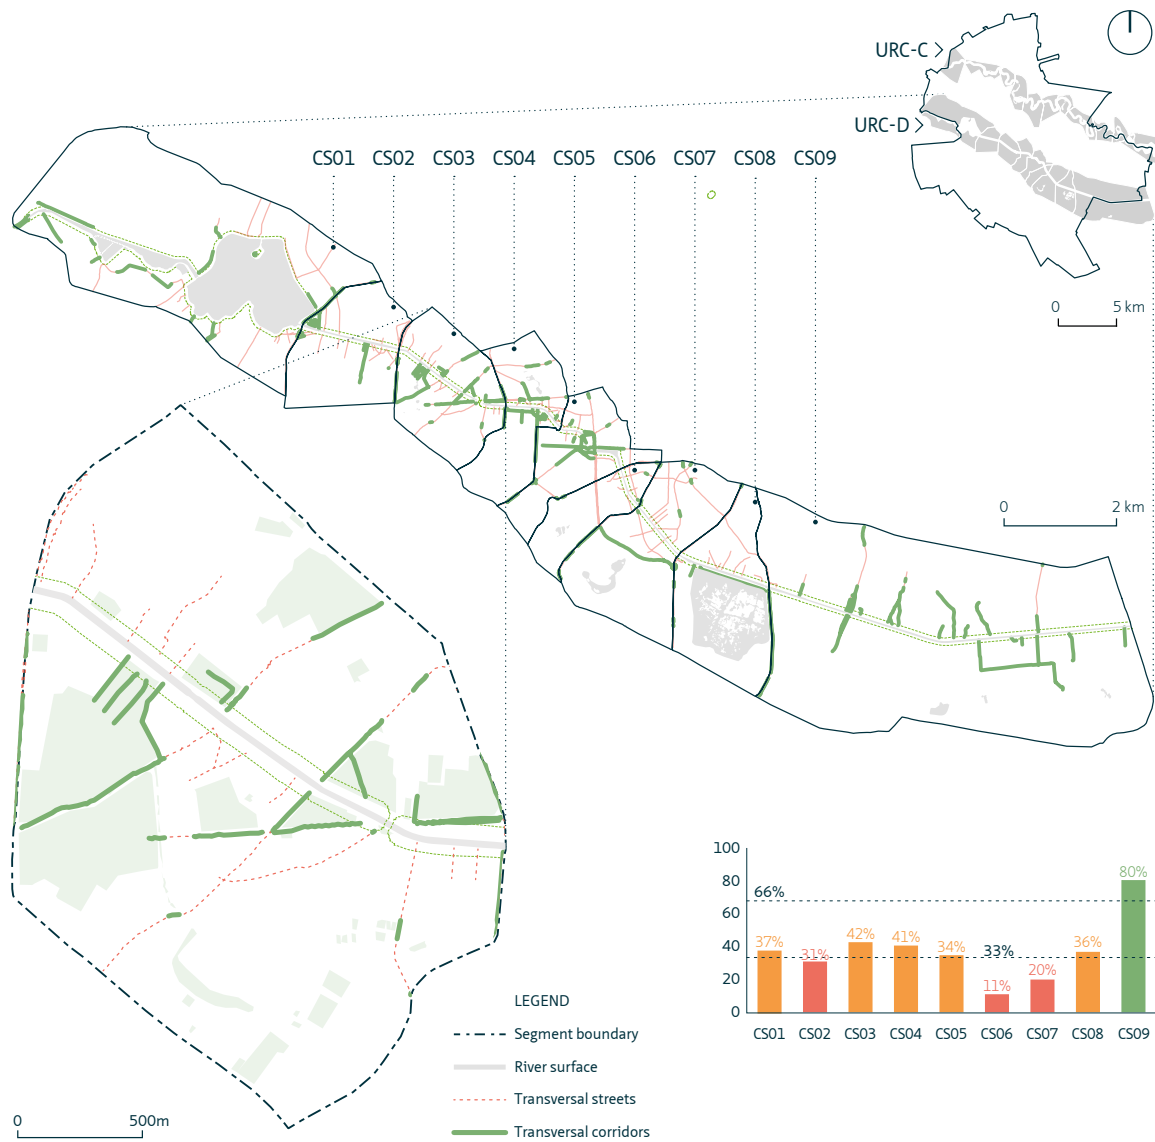 URC-C
URC-D
CS01 CS02 CS03 CS04 CS05 CS06 CS07 CS08 CS09
0 5 km
0 2 km
100
80
60
40
20
0
66%
33%
37%
31%
42%
41%
34%
11%
20%
36%
80%
CS01 CS02 CS03 CS04 CS05 CS06 CS07 CS08 CS09
LEGEND
Segment boundary
River surface
Transversal streets
Transversal corridors
0 500m